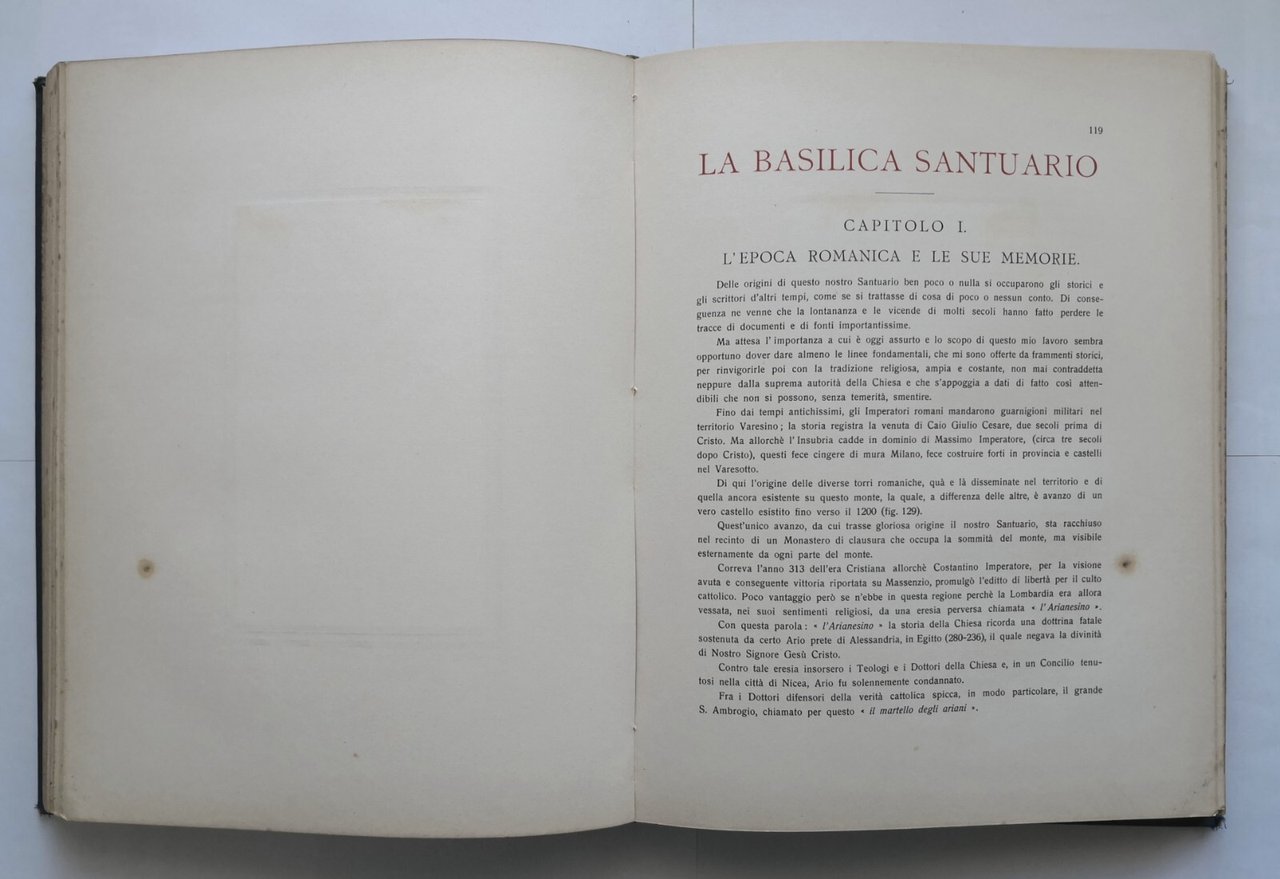 119
LA BASILICA SANTUARIO
CAPITOLO I.
L'EPOCA ROMANICA E LE SUE MEMORIE.
Delle origini di questo nostro Santuario ben poco o nulla si occuparono gli storici e
gli scrittori d'altri tempi, come se si trattasse di cosa di poco o nessun conto. Di conse-
guenza ne venne che la lontananza e le vicende di molti secoli hanno fatto perdere le
tracce di documenti e di fonti importantissime.
Ma attesa l'importanza a cui è oggi assurto e lo scopo di questo mio lavoro sembra
opportuno dover dare almeno le linee fondamentali, che mi sono offerte da frammenti storici,
per rinvigorirle poi con la tradizione religiosa, ampia e costante, non mai contraddetta
neppure dalla suprema autorità della Chiesa e che s'appoggia a dati di fatto così atten-
dibili che non si possono, senza temerità, smentire.
Fino dai tempi antichissimi, gli Imperatori romani mandarono guarnigioni militari nel
territorio Varesino; la storia registra la venuta di Caio Giulio Cesare, due secoli prima di
Cristo. Ma allorchè l'Insubria cadde in dominio di Massimo Imperatore, (circa tre secoli
dopo Cristo), questi fece cingere di mura Milano, fece costruire forti in provincia e castelli
nel Varesotto.
Di qui l'origine delle diverse torri romaniche, quà e là disseminate nel territorio e di
quella ancora esistente su questo monte, la quale, a differenza delle altre, è avanzo di un
vero castello esistito fino verso il 1200 (fig. 129).
Quest'unico avanzo, da cui trasse gloriosa origine il nostro Santuario, sta racchiuso
nel recinto di un Monastero di clausura che occupa la sommità del monte, ma visibile
esternamente da ogni parte del monte.
Correva l'anno 313 dell'era Cristiana allorchè Costantino Imperatore, per la visione
avuta e conseguente vittoria riportata su Massenzio, promulgò l'editto di libertà per il culto
cattolico. Poco vantaggio però se n'ebbe in questa regione perchè la Lombardia era allora
vessata, nei suoi sentimenti religiosi, da una eresia perversa chiamata « l'Arianesino ».
Con questa parola: « l'Arianesino » la storia della Chiesa ricorda una dottrina fatale
sostenuta da certo Ario prete di Alessandria, in Egitto (280-236), il quale negava la divinità
di Nostro Signore Gesù Cristo.
Contro tale eresia insorsero i Teologi e i Dottori della Chiesa e, in un Concilio tenu-
tosi nella città di Nicea, Ario fu solennemente condannato.
Fra i Dottori difensori della verità cattolica spicca, in modo particolare, il grande
S. Ambrogio, chiamato per questo « il martello degli ariani ».